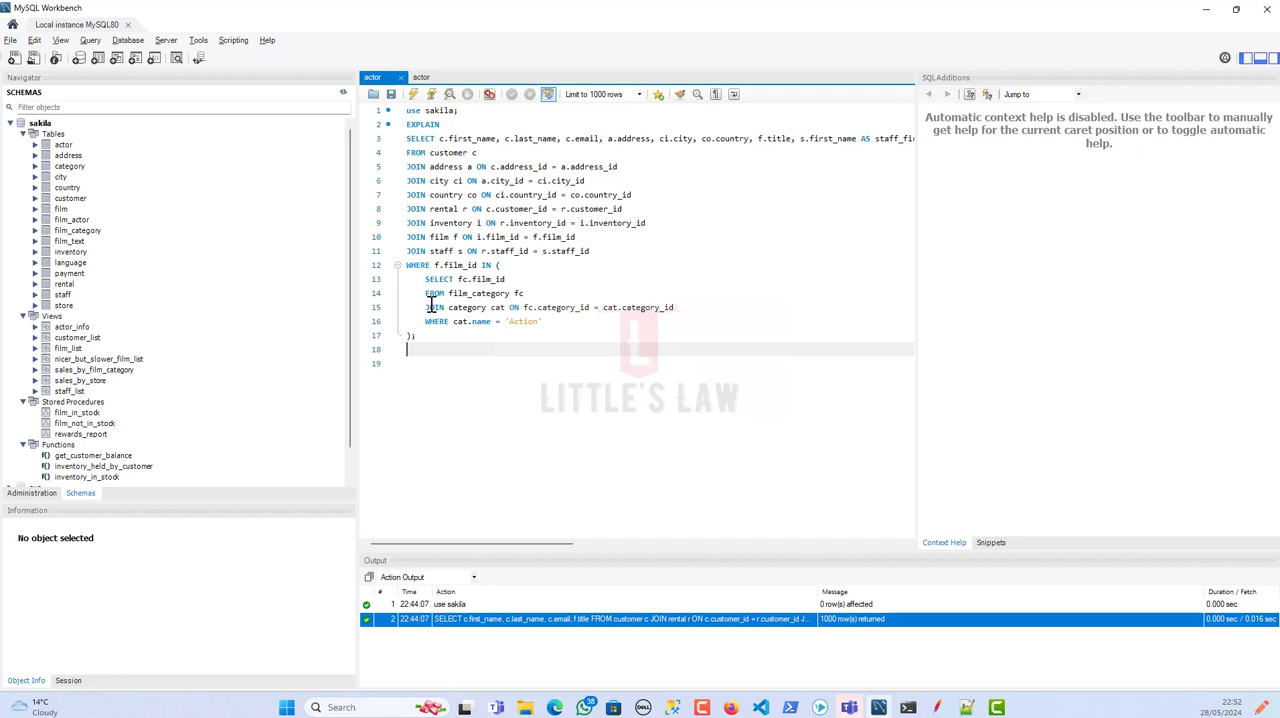 MySQL Workbench
Local instance MySQL80
File Edit View Query Database Server Tools Scripting Help
Navigator
SCHEMAS
Filter objects
sakila
Tables
actor
address
category
city
country
customer
film
film_actor
film_category
film_text
inventory
language
payment
rental
staff
store
Views
actor_info
customer_list
film_list
nicer_but_slower_film_list
sales_by_film_category
sales_by_store
staff_list
Stored Procedures
film_in_stock
film_not_in_stock
rewards_report
Functions
get_customer_balance
inventory_held_by_customer
inventory_in_stock
Administration Schemas
Information
No object selected
Object Info Session
actor actor
Limit to 1000 rows
1 use sakila;
2 EXPLAIN
3 SELECT c.first_name, c.last_name, c.email, a.address, ci.city, co.country, f.title, s.first_name AS staff_fir
4 FROM customer c
5 JOIN address a ON c.address_id = a.address_id
6 JOIN city ci ON a.city_id = ci.city_id
7 JOIN country co ON ci.country_id = co.country_id
8 JOIN rental r ON c.customer_id = r.customer_id
9 JOIN inventory i ON r.inventory_id = i.inventory_id
10 JOIN film f ON i.film_id = f.film_id
11 JOIN staff s ON r.staff_id = s.staff_id
12 WHERE f.film_id IN (
13 SELECT fc.film_id
14 FROM film_category fc
15 JOIN category cat ON fc.category_id = cat.category_id
16 WHERE cat.name = 'Action'
17 );
18
19
L
LITTLE'S LAW
SQLAdditions
Jump to
Automatic context help is disabled. Use the toolbar to manually
get help for the current caret position or to toggle automatic
help.
Context Help Snippets
Output
Action Output
# Time Action Message Duration / Fetch
1 22:44:07 use sakila 0 row(s) affected 0.000 sec
2 22:44:07 SELECT c.first_name, c.last_name, c.email, f.title FROM customer c JOIN rental r ON c.customer_id = r.customer_id J... 1000 row(s) returned 0.000 sec / 0.016 sec
14°C
Cloudy
Search
38
DELL
22:52
28/05/2024